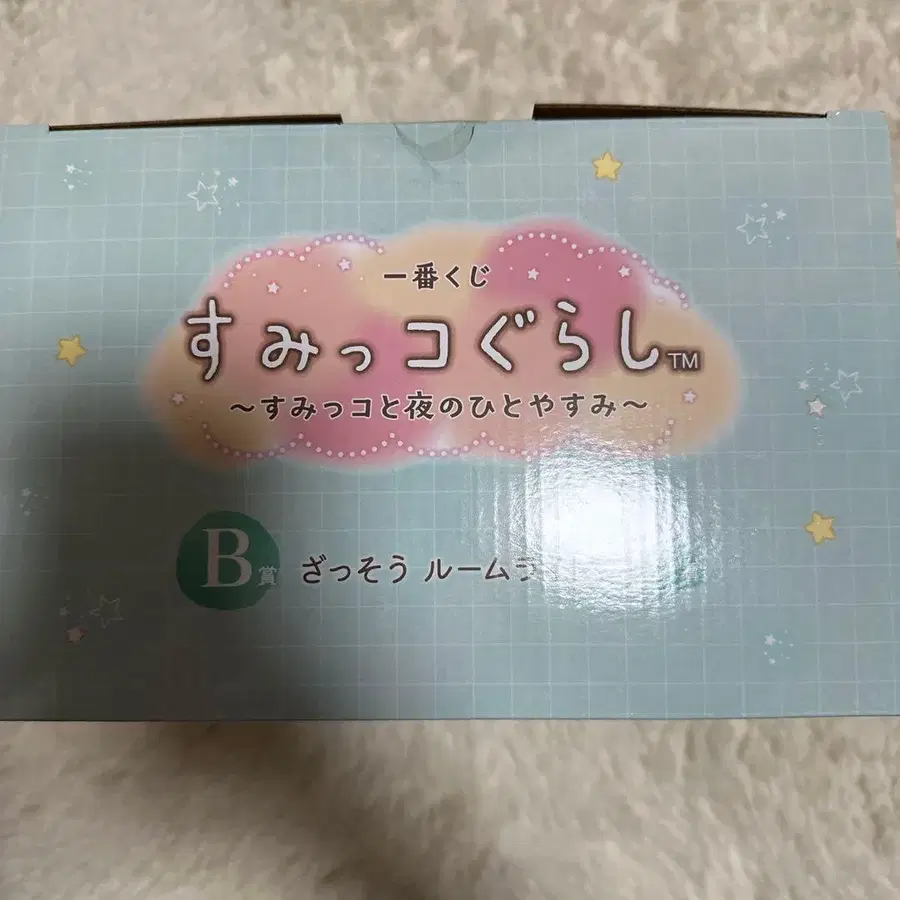 一番くじ
すみっコぐらし™
~すみっコと夜のひとやすみ~
B賞 ざっそう ルームラ